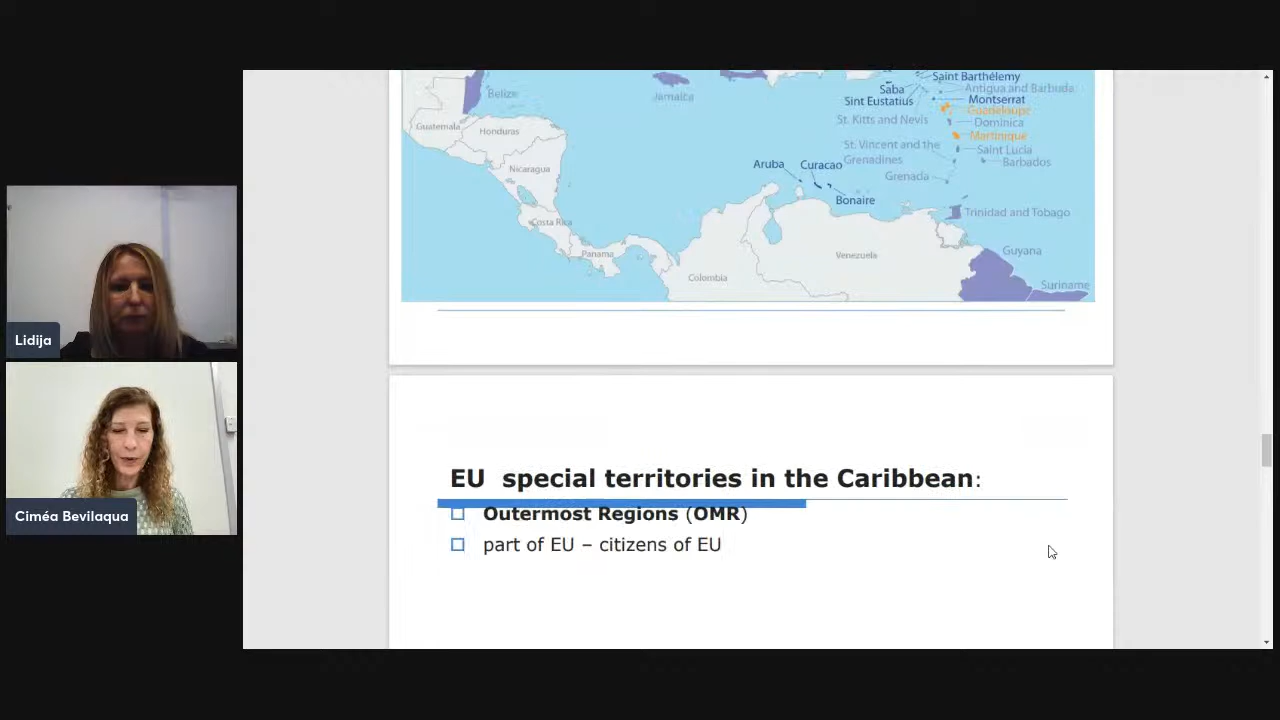 Saint Barthélemy
Belize
Saba
Antigua and Barbuda
Jamaica
Sint Eustatius
Montserrat
Guadeloupe
Guatemala
Honduras
St. Kitts and Nevis
Dominica
Martinique
St. Vincent and the
Grenadines
Saint Lucia
Barbados
Aruba
Curacao
Nicaragua
Grenada
Bonaire
Costa Rica
Trinidad and Tobago
Panama
Venezuela
Guyana
Colombia
Suriname
Lidija
Ciméa Bevilaqua
EU special territories in the Caribbean:
Outermost Regions (OMR)
part of EU – citizens of EU